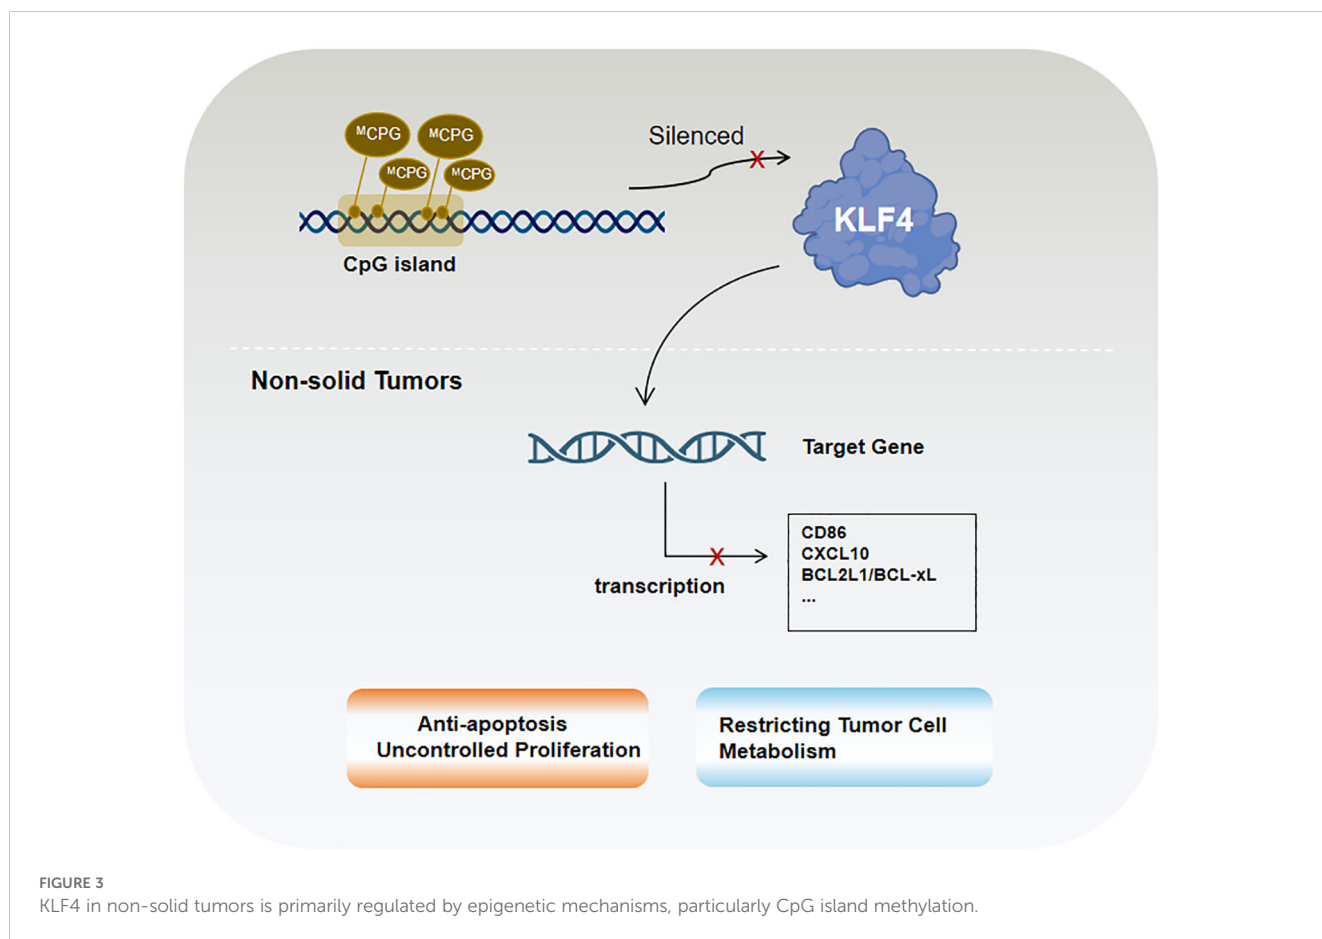 ᴹCPG
ᴹCPG
ᴹCPG
ᴹCPG
CpG island
Silenced
KLF4
Non-solid Tumors
Target Gene
transcription
CD86
CXCL10
BCL2L1/BCL-xL
...
Anti-apoptosis
Uncontrolled Proliferation
Restricting Tumor Cell
Metabolism
FIGURE 3
KLF4 in non-solid tumors is primarily regulated by epigenetic mechanisms, particularly CpG island methylation.